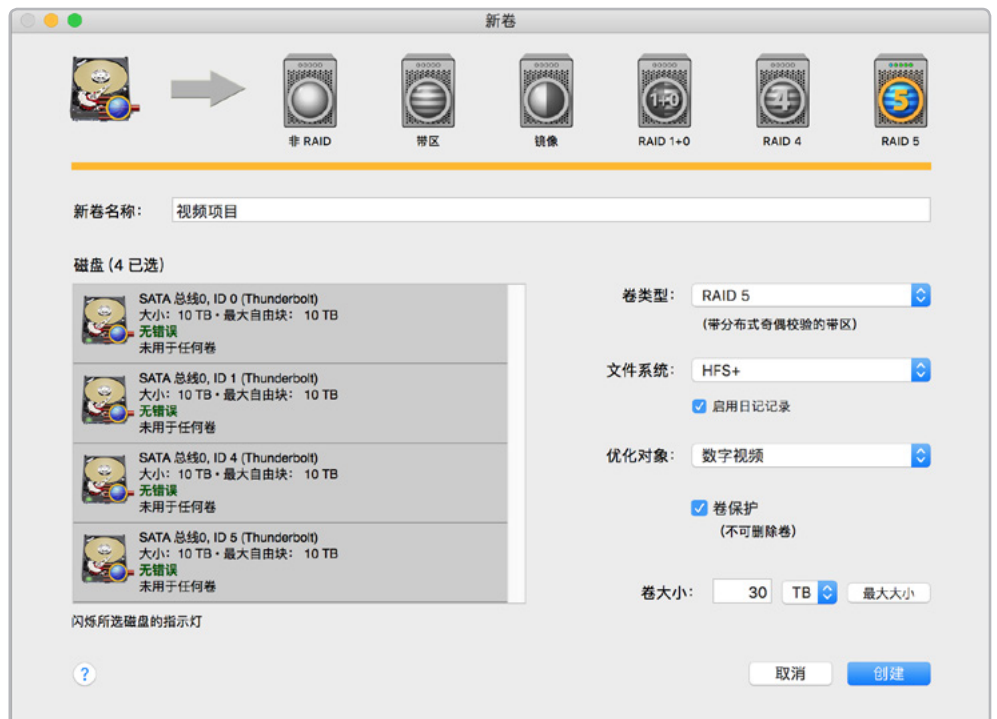 新卷
1+0
4
5
非 RAID
带区
镜像
RAID 1+0
RAID 4
RAID 5
新卷名称：
视频项目
磁盘 (4 已选)
SATA 总线0, ID 0 (Thunderbolt)
大小： 10 TB • 最大自由块： 10 TB
无错误
未用于任何卷
SATA 总线0, ID 1 (Thunderbolt)
大小： 10 TB • 最大自由块： 10 TB
无错误
未用于任何卷
SATA 总线0, ID 4 (Thunderbolt)
大小： 10 TB • 最大自由块： 10 TB
无错误
未用于任何卷
SATA 总线0, ID 5 (Thunderbolt)
大小： 10 TB • 最大自由块： 10 TB
无错误
未用于任何卷
闪烁所选磁盘的指示灯
卷类型： RAID 5
(带分布式奇偶校验的带区)
文件系统： HFS+
启用日记记录
优化对象： 数字视频
卷保护
(不可删除卷)
卷大小： 30 TB 最大大小
? 取消 创建